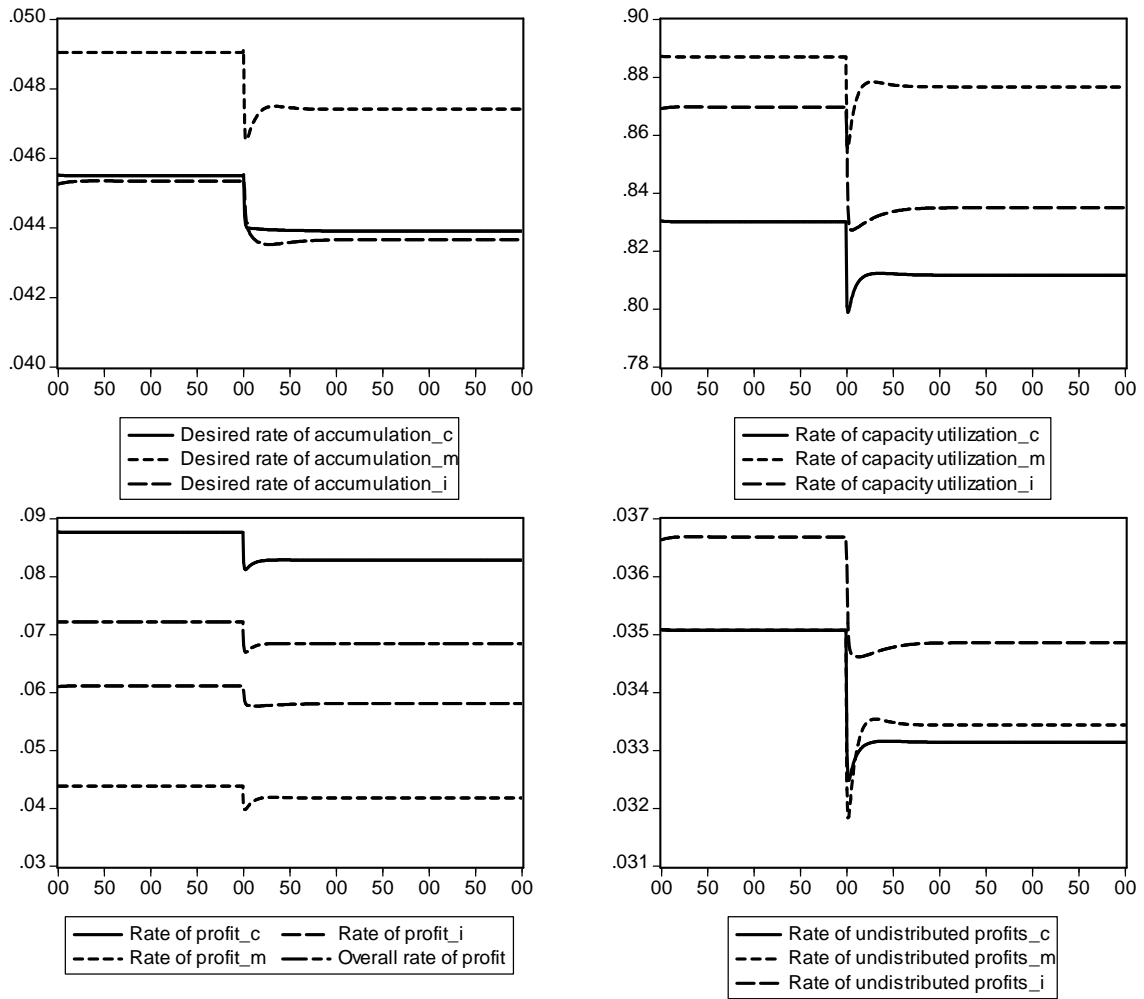 .050
.048
.046
.044
.042
.040
00 50 00 50 00 50 00 50 00 50 00
Desired rate of accumulation_c
Desired rate of accumulation_m
Desired rate of accumulation_i
.90
.88
.86
.84
.82
.80
.78
00 50 00 50 00 50 00 50 00 50 00
Rate of capacity utilization_c
Rate of capacity utilization_m
Rate of capacity utilization_i
.09
.08
.07
.06
.05
.04
.03
00 50 00 50 00 50 00 50 00 50 00
Rate of profit_c Rate of profit_i
Rate of profit_m Overall rate of profit
.037
.036
.035
.034
.033
.032
.031
00 50 00 50 00 50 00 50 00 50 00
Rate of undistributed profits_c
Rate of undistributed profits_m
Rate of undistributed profits_i